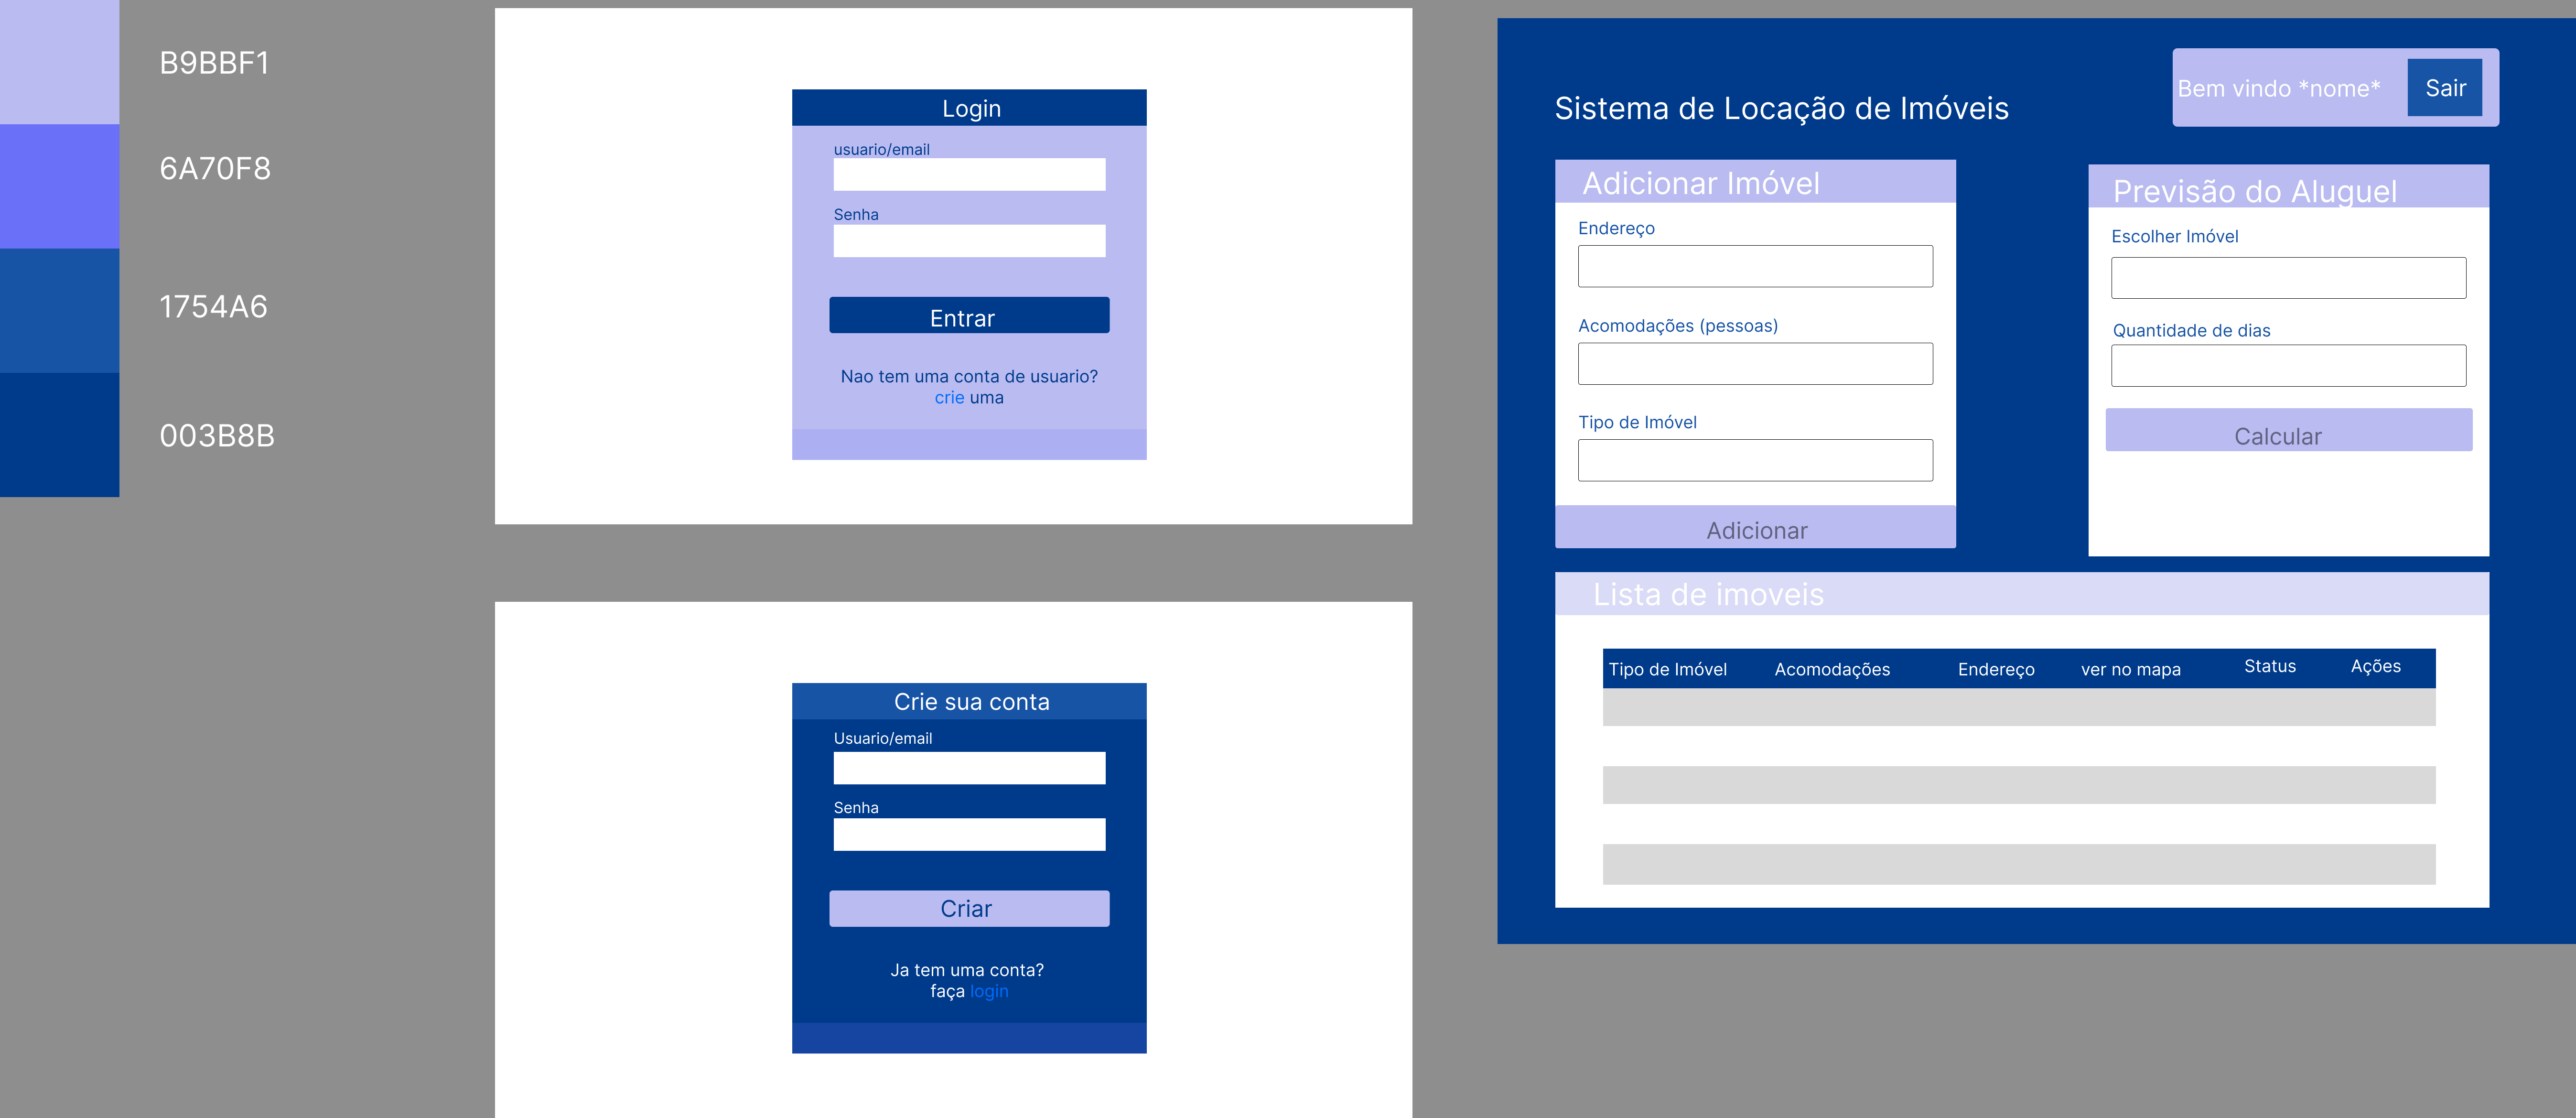 B9BBF1
6A70F8
1754A6
003B8B
Login
usuario/email
Senha
Entrar
Nao tem uma conta de usuario?
crie uma
Crie sua conta
Usuario/email
Senha
Criar
Ja tem uma conta?
faça login
Bem vindo *nome*
Sair
Sistema de Locação de Imóveis
Adicionar Imóvel
Endereço
Acomodações (pessoas)
Tipo de Imóvel
Adicionar
Previsão do Aluguel
Escolher Imóvel
Quantidade de dias
Calcular
Lista de imoveis
Tipo de Imóvel Acomodações Endereço ver no mapa Status Ações